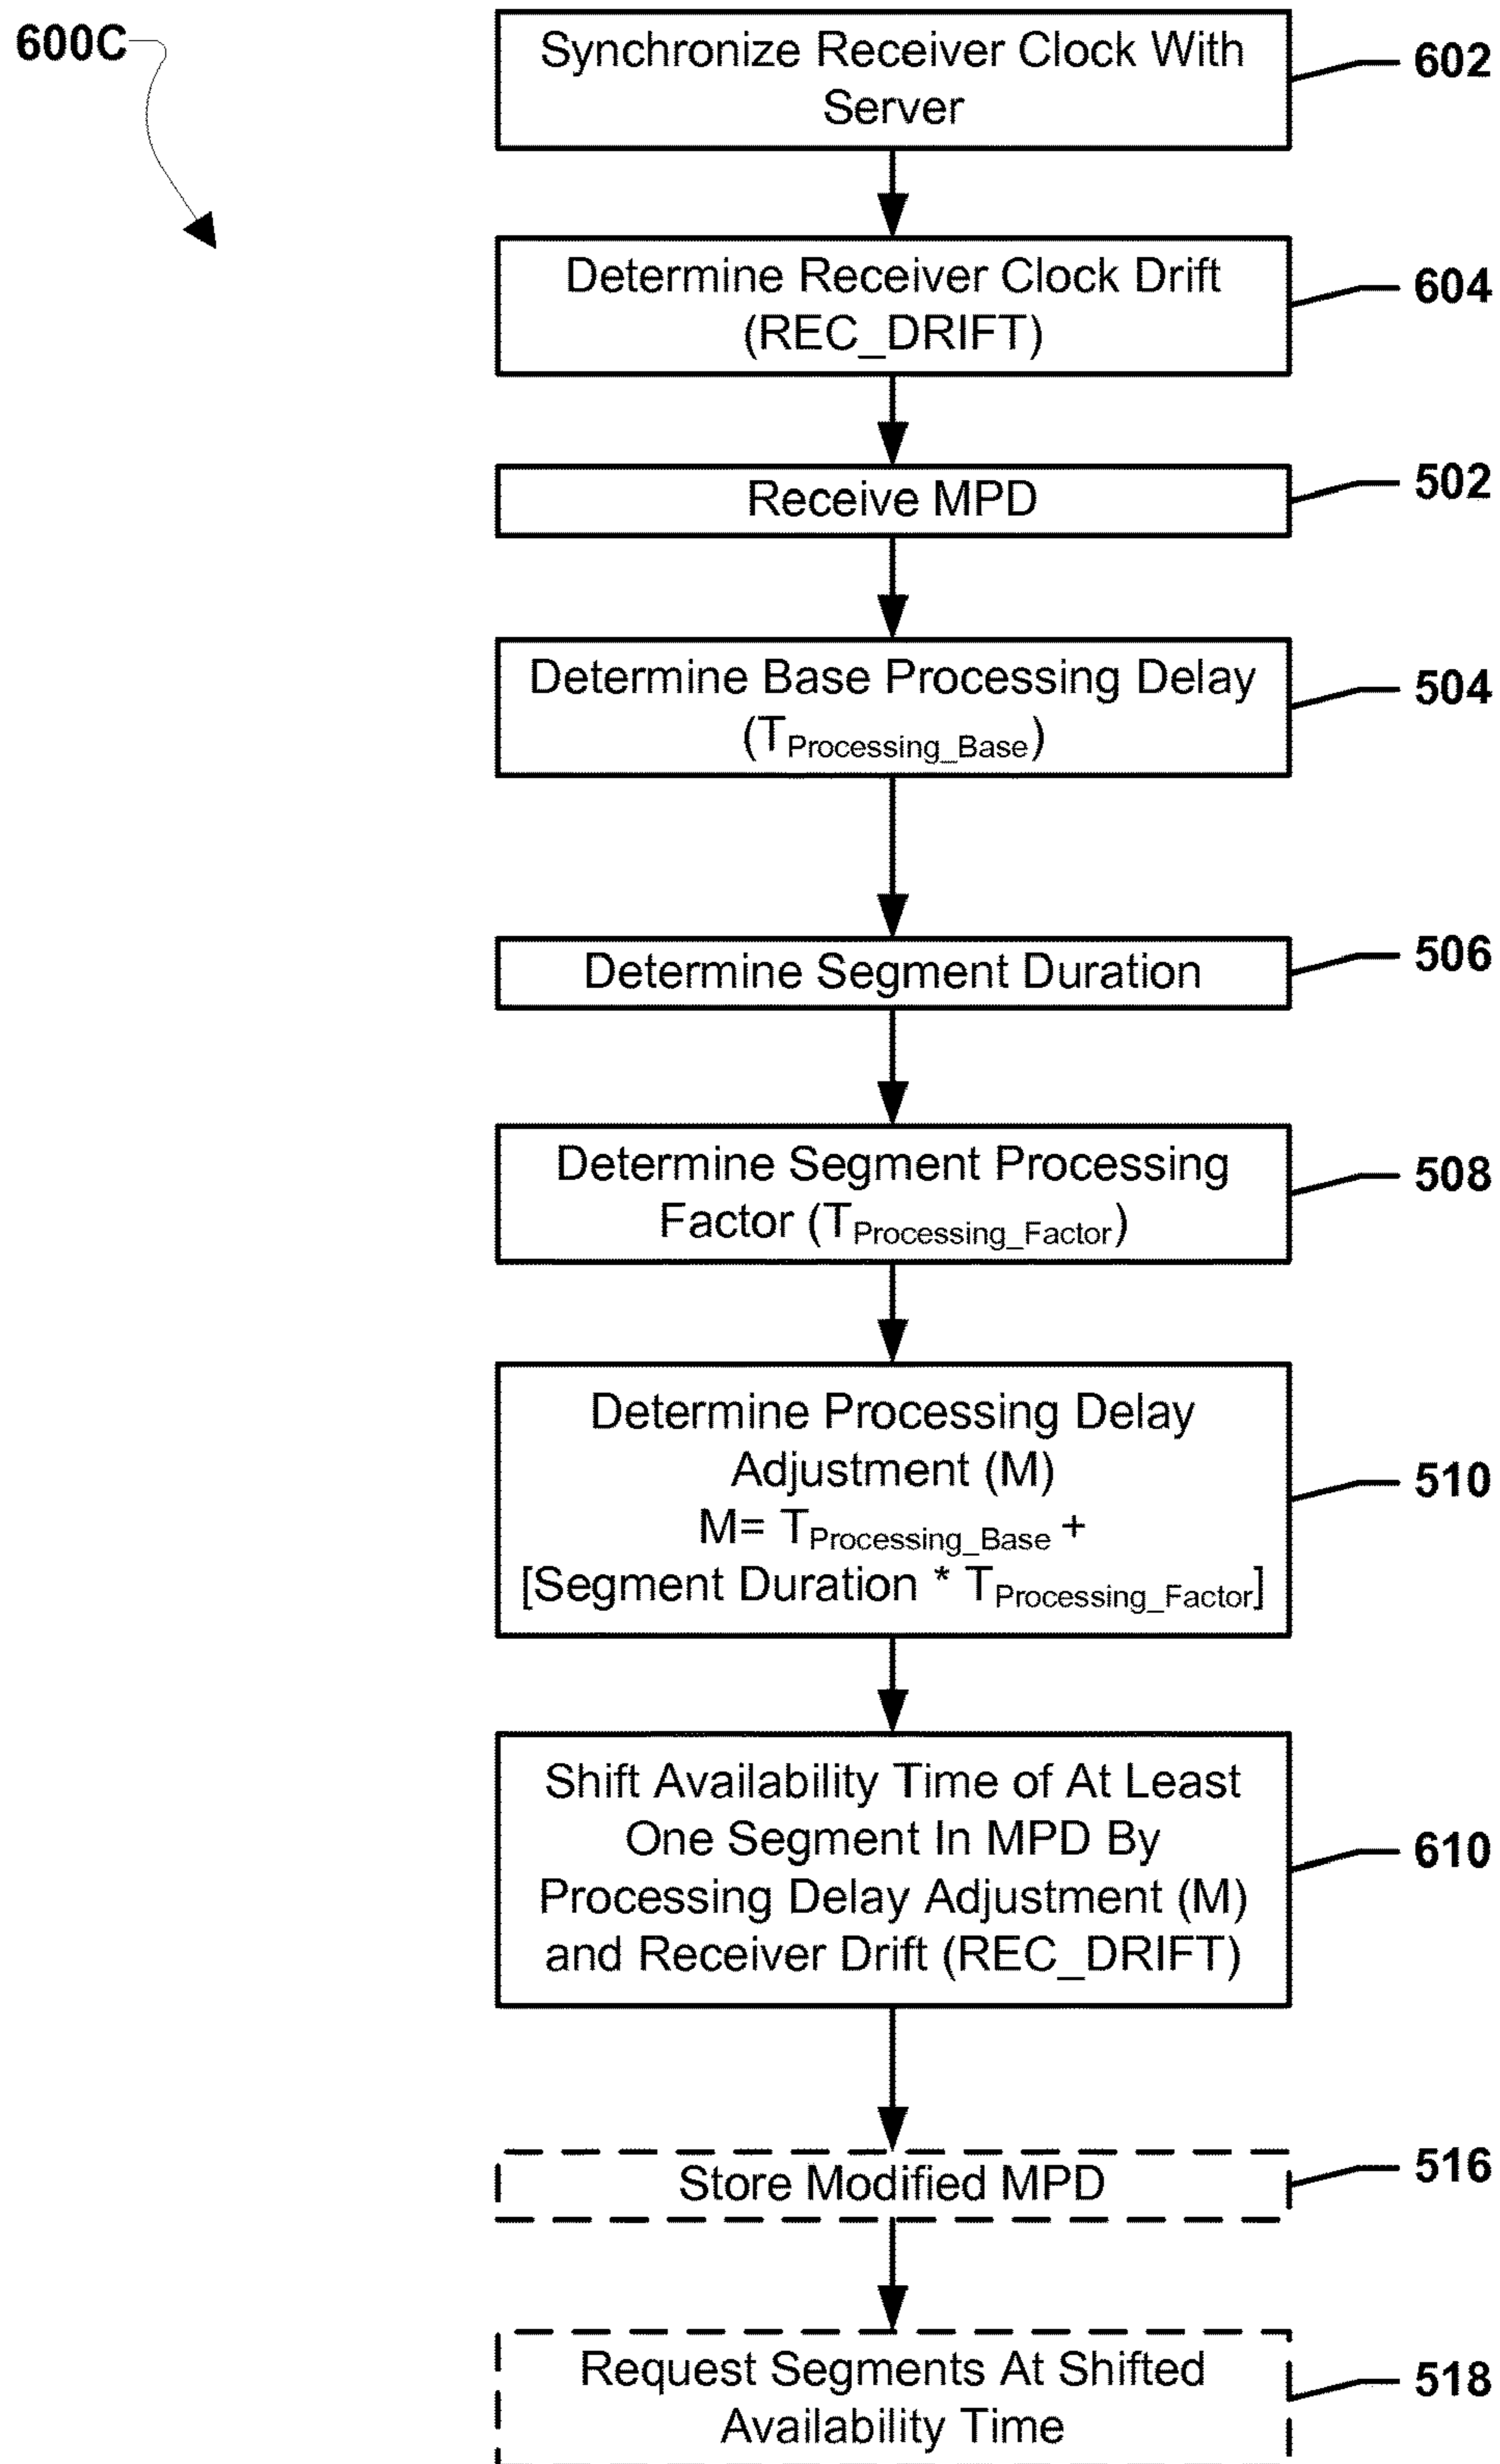 600C
Synchronize Receiver Clock With
Server
602
Determine Receiver Clock Drift
(REC_DRIFT)
604
Receive MPD
502
Determine Base Processing Delay
(TProcessing_Base)
504
Determine Segment Duration
506
Determine Segment Processing
Factor (TProcessing_Factor)
508
Determine Processing Delay
Adjustment (M)
M= TProcessing_Base +
[Segment Duration * TProcessing_Factor]
510
Shift Availability Time of At Least
One Segment In MPD By
Processing Delay Adjustment (M)
and Receiver Drift (REC_DRIFT)
610
Store Modified MPD
516
Request Segments At Shifted
Availability Time
518